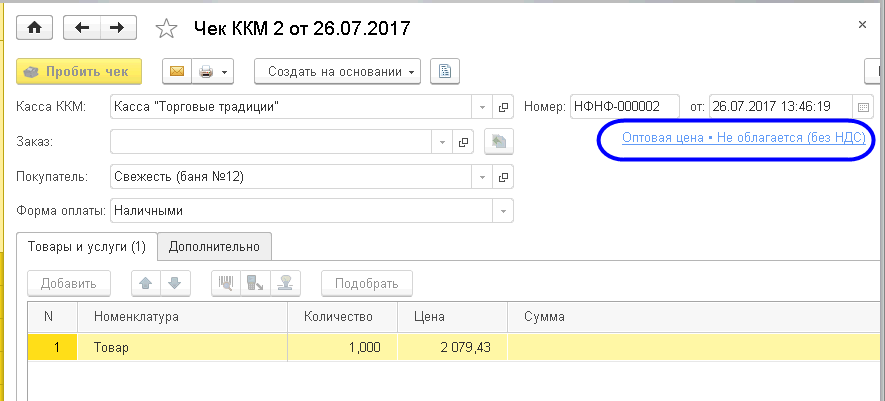 Чек ККМ 2 от 26.07.2017
Пробить чек Создать на основании
Касса ККМ: Касса "Торговые традиции" Номер: НФНФ-000002 от: 26.07.2017 13:46:19
Оптовая цена • Не облагается (без НДС)
Заказ:
Покупатель: Свежесть (баня №12)
Форма оплаты: Наличными
Товары и услуги (1) Дополнительно
Добавить Подобрать
N Номенклатура Количество Цена Сумма
1 Товар 1,000 2 079,43